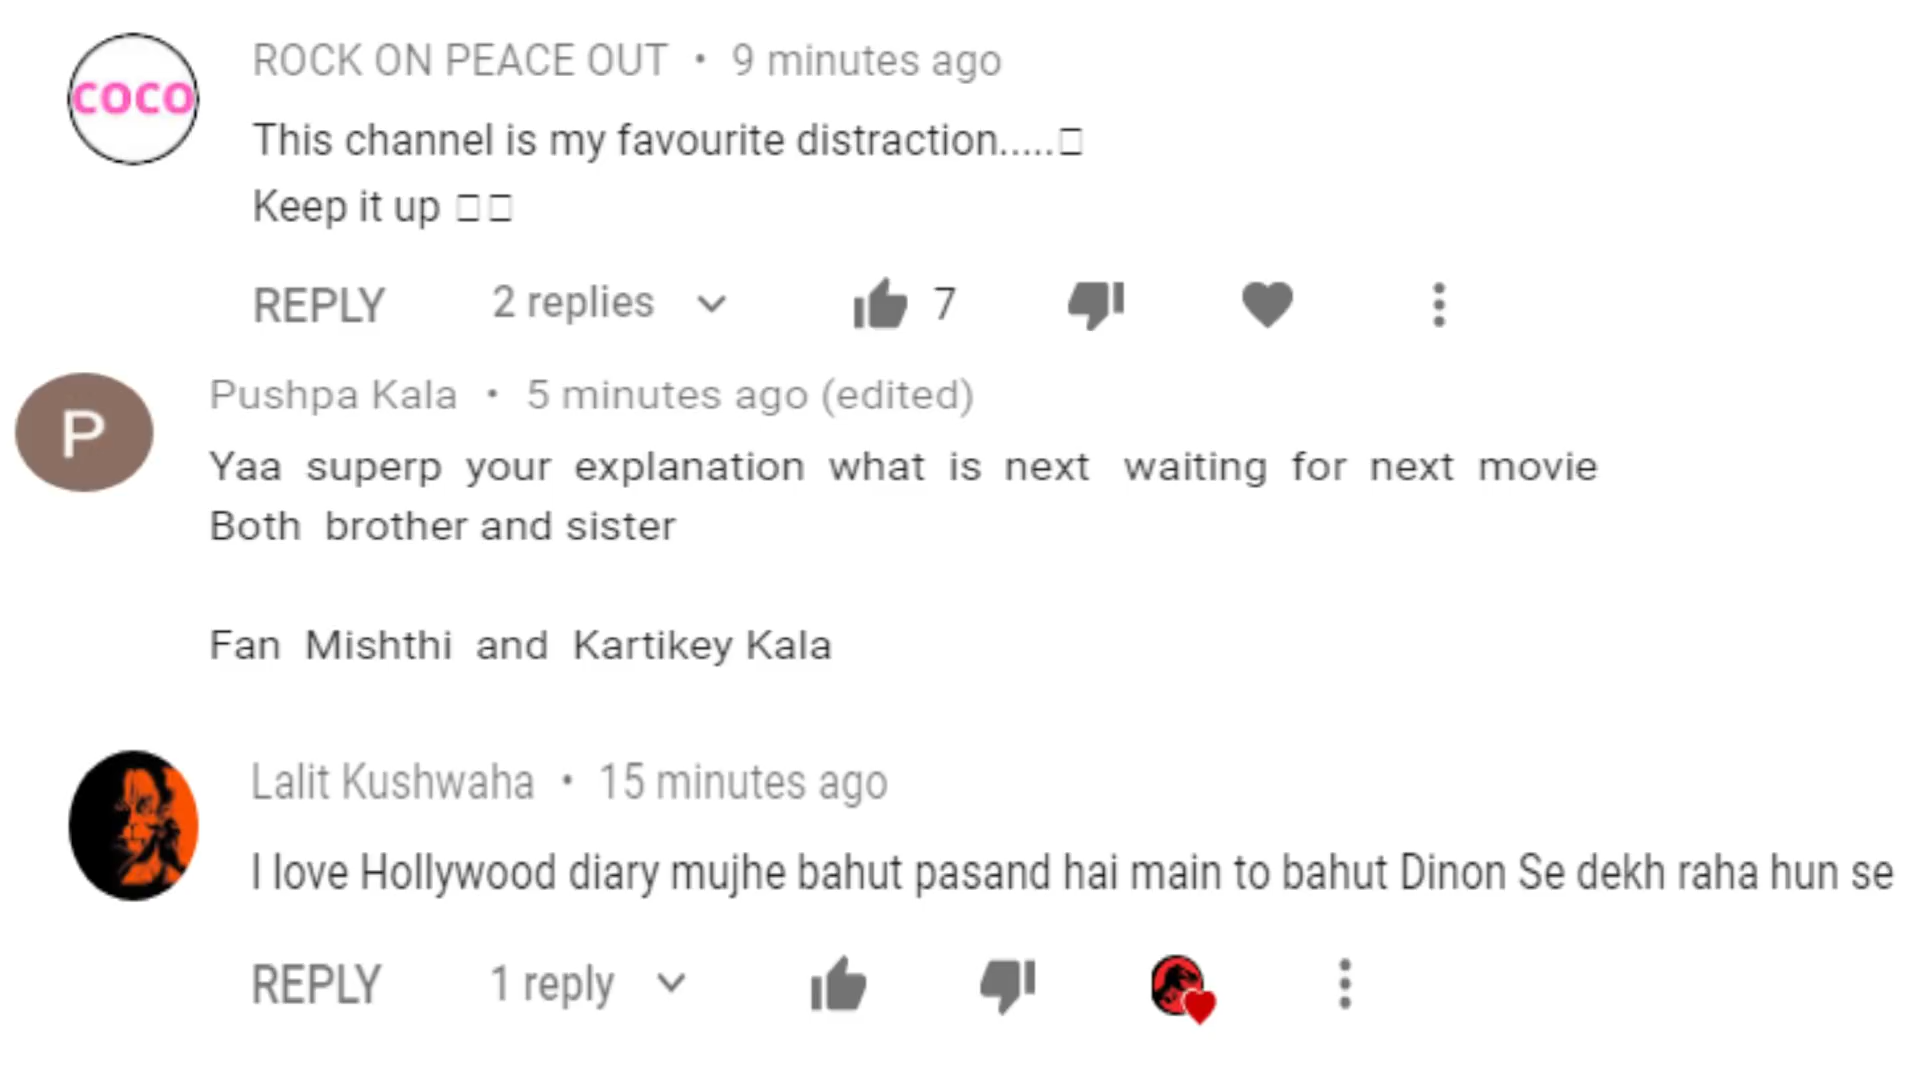 COCO
ROCK ON PEACE OUT • 9 minutes ago
This channel is my favourite distraction.....□
Keep it up □□
REPLY 2 replies 7
P
Pushpa Kala • 5 minutes ago (edited)
Yaa superp your explanation what is next waiting for next movie
Both brother and sister
Fan Mishthi and Kartikey Kala
Lalit Kushwaha • 15 minutes ago
I love Hollywood diary mujhe bahut pasand hai main to bahut Dinon Se dekh raha hun se
REPLY 1 reply